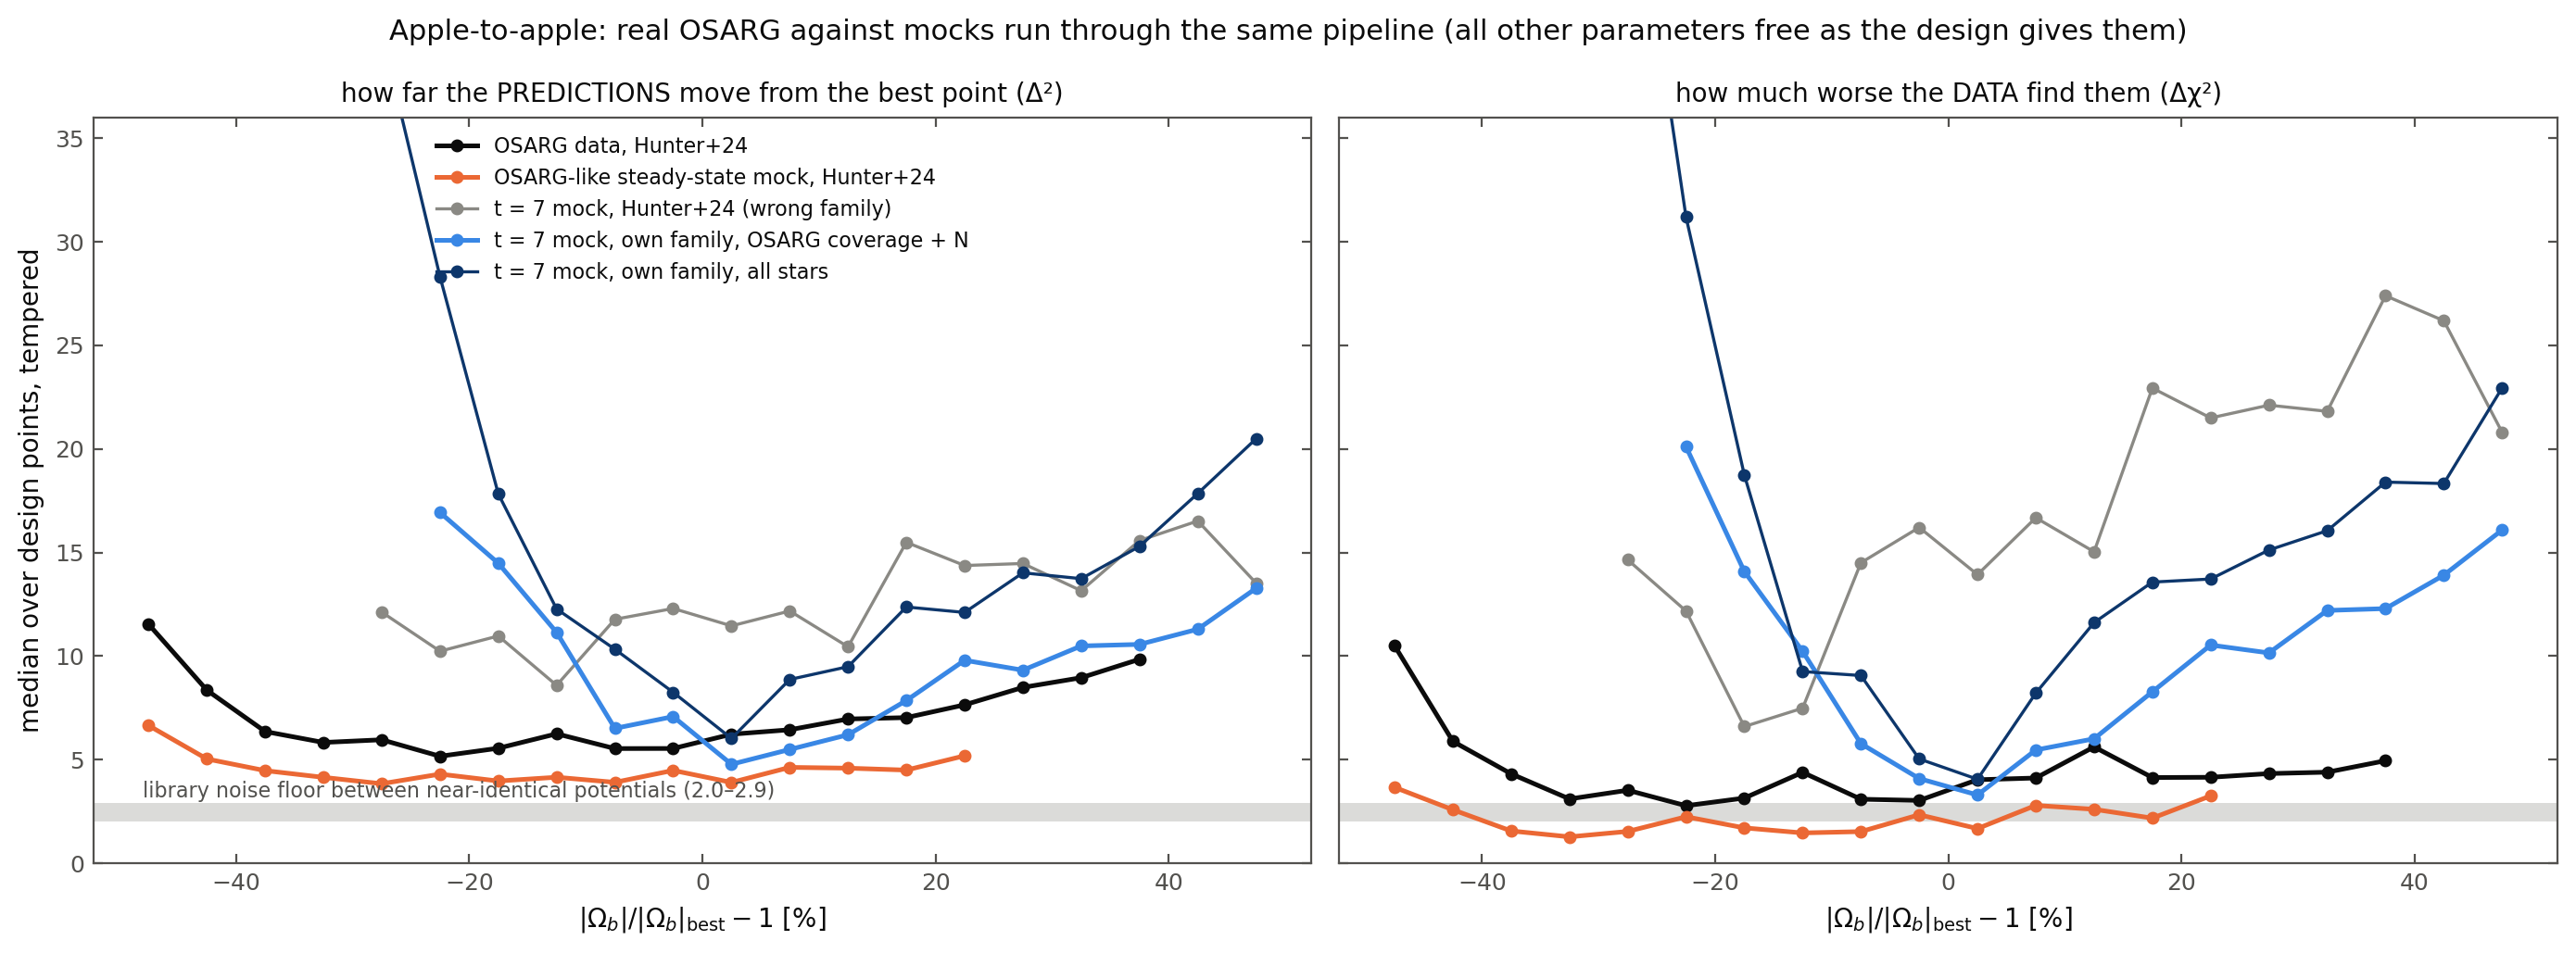 Apple-to-apple: real OSARG against mocks run through the same pipeline (all other parameters free as the design gives them)
how far the PREDICTIONS move from the best point (Δ²)
how much worse the DATA find them (Δχ²)
median over design points, tempered
35
30
25
20
15
10
5
0
OSARG data, Hunter+24
OSARG-like steady-state mock, Hunter+24
t = 7 mock, Hunter+24 (wrong family)
t = 7 mock, own family, OSARG coverage + N
t = 7 mock, own family, all stars
library noise floor between near-identical potentials (2.0–2.9)
−40 −20 0 20 40
−40 −20 0 20 40
|Ω_b|/|Ω_b|_best − 1 [%]
|Ω_b|/|Ω_b|_best − 1 [%]